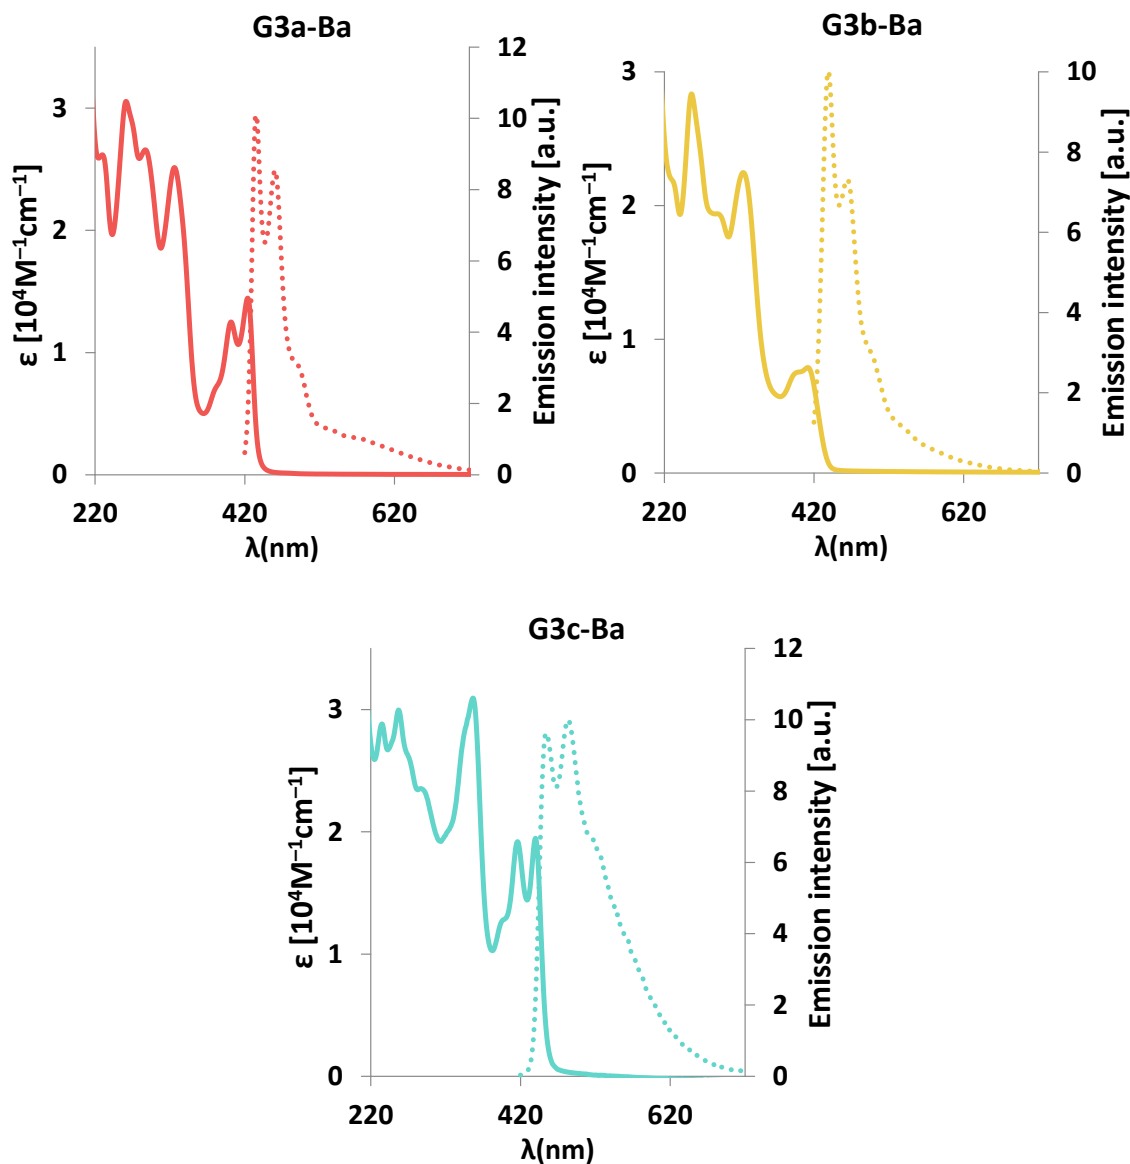 G3a-Ba
12
10
8
6
4
2
0
Emission intensity [a.u.]
3
2
1
0
ε [10⁴M⁻¹cm⁻¹]
220 420 620
λ(nm)
G3b-Ba
10
8
6
4
2
0
Emission intensity [a.u.]
3
2
1
0
ε [10⁴M⁻¹cm⁻¹]
220 420 620
λ(nm)
G3c-Ba
12
10
8
6
4
2
0
Emission intensity [a.u.]
3
2
1
0
ε [10⁴M⁻¹cm⁻¹]
220 420 620
λ(nm)